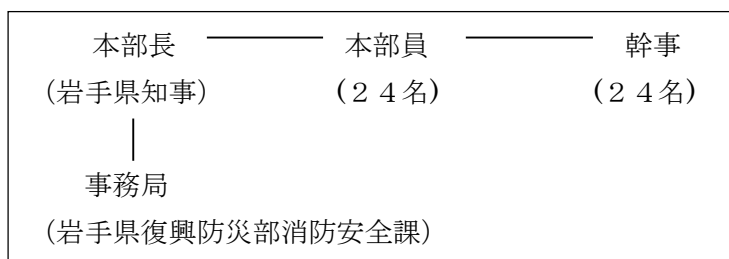 本部長 本部員 幹事
(岩手県知事) (24名) (24名)
事務局
(岩手県復興防災部消防安全課)